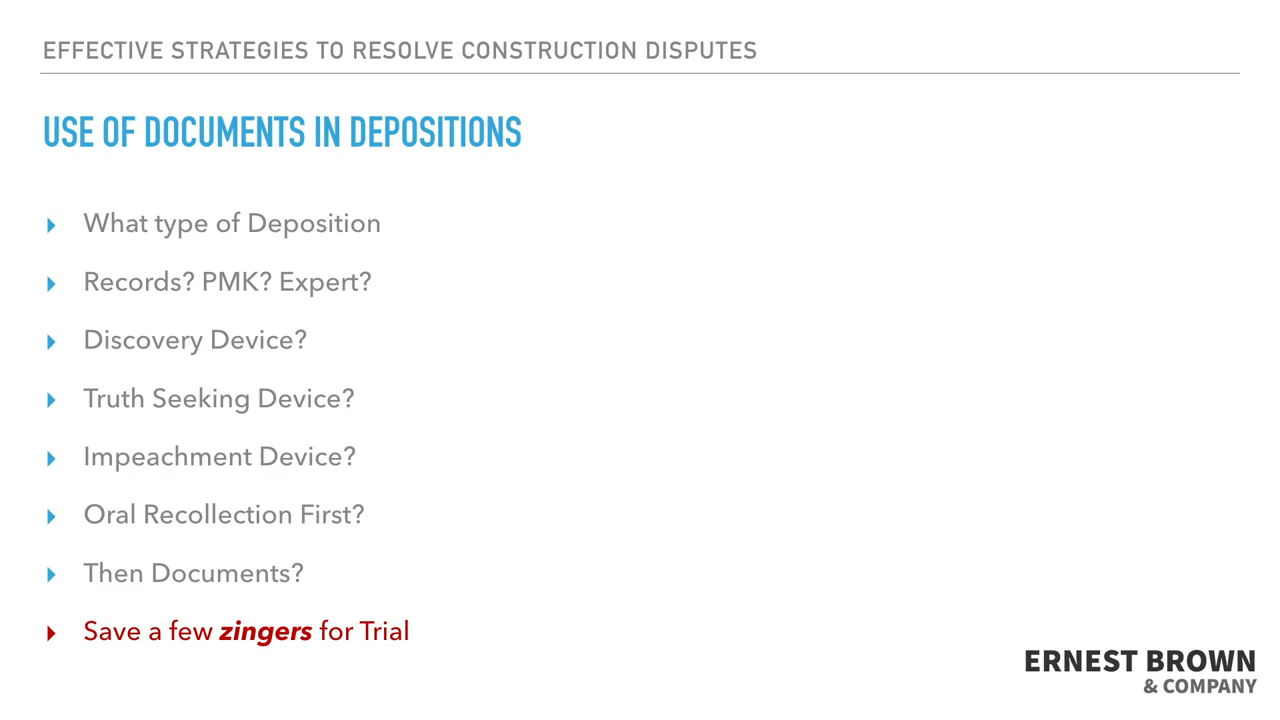 EFFECTIVE STRATEGIES TO RESOLVE CONSTRUCTION DISPUTES
USE OF DOCUMENTS IN DEPOSITIONS
What type of Deposition
Records? PMK? Expert?
Discovery Device?
Truth Seeking Device?
Impeachment Device?
Oral Recollection First?
Then Documents?
Save a few zingers for Trial
ERNEST BROWN
& COMPANY